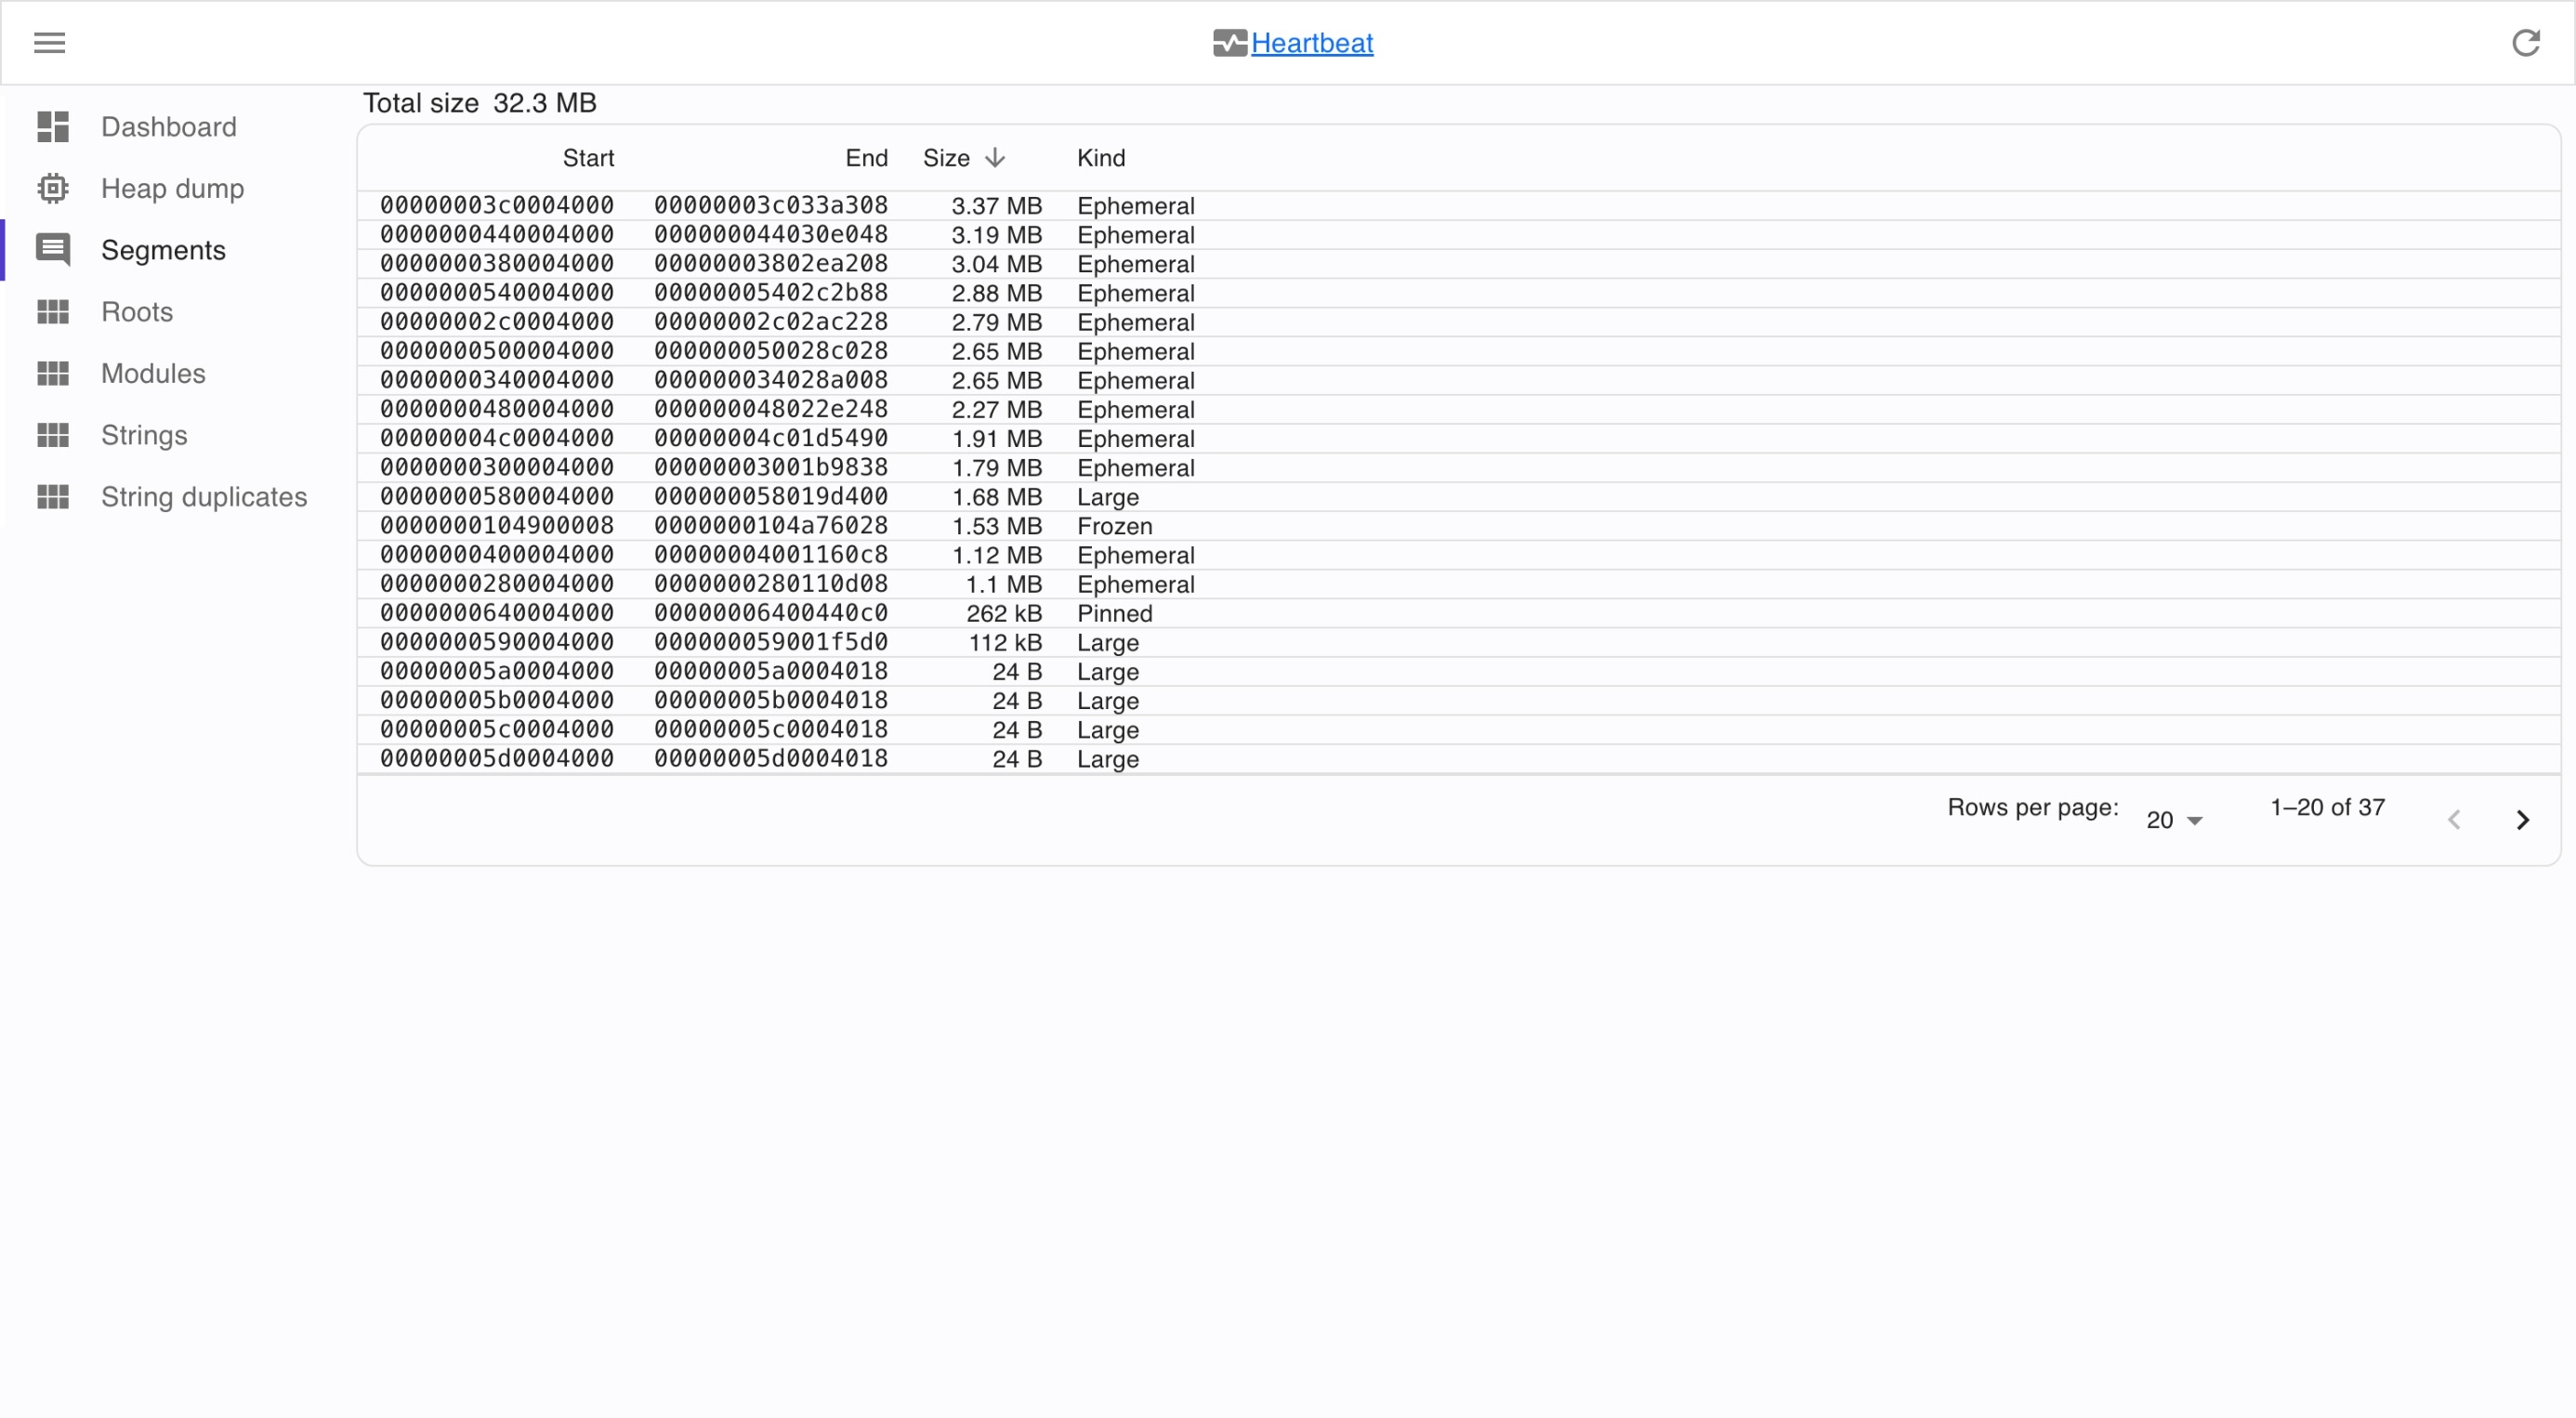 Heartbeat
Dashboard
Heap dump
Segments
Roots
Modules
Strings
String duplicates
Total size 32.3 MB
Start End Size Kind
00000003c0004000 00000003c033a308 3.37 MB Ephemeral
0000000440004000 000000044030e048 3.19 MB Ephemeral
0000000380004000 00000003802ea208 3.04 MB Ephemeral
0000000540004000 00000005402c2b88 2.88 MB Ephemeral
00000002c0004000 00000002c02ac228 2.79 MB Ephemeral
0000000500004000 000000050028c028 2.65 MB Ephemeral
0000000340004000 000000034028a008 2.65 MB Ephemeral
0000000480004000 000000048022e248 2.27 MB Ephemeral
00000004c0004000 00000004c01d5490 1.91 MB Ephemeral
0000000300004000 00000003001b9838 1.79 MB Ephemeral
0000000580004000 000000058019d400 1.68 MB Large
0000000104900008 0000000104a76028 1.53 MB Frozen
0000000400004000 00000004001160c8 1.12 MB Ephemeral
0000000280004000 0000000280110d08 1.1 MB Ephemeral
0000000640004000 00000006400440c0 262 kB Pinned
0000000590004000 000000059001f5d0 112 kB Large
00000005a0004000 00000005a0004018 24 B Large
00000005b0004000 00000005b0004018 24 B Large
00000005c0004000 00000005c0004018 24 B Large
00000005d0004000 00000005d0004018 24 B Large
Rows per page: 20 1–20 of 37